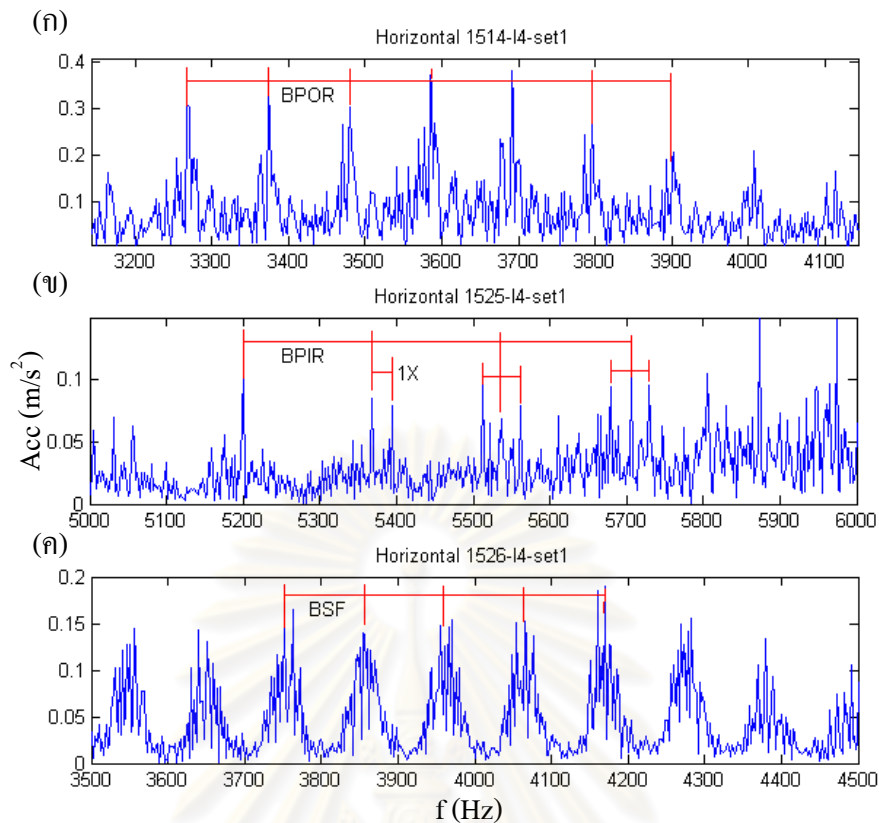 (ก)
Horizontal 1514-I4-set1
0.4
0.3
0.2
0.1
BPOR
3200 3300 3400 3500 3600 3700 3800 3900 4000 4100
(ข)
Horizontal 1525-I4-set1
0.1
0.05
0
BPIR
1X
5000 5100 5200 5300 5400 5500 5600 5700 5800 5900 6000
Acc (m/s²)
(ค)
Horizontal 1526-I4-set1
0.2
0.15
0.1
0.05
0
BSF
3500 3600 3700 3800 3900 4000 4100 4200 4300 4400 4500
f (Hz)